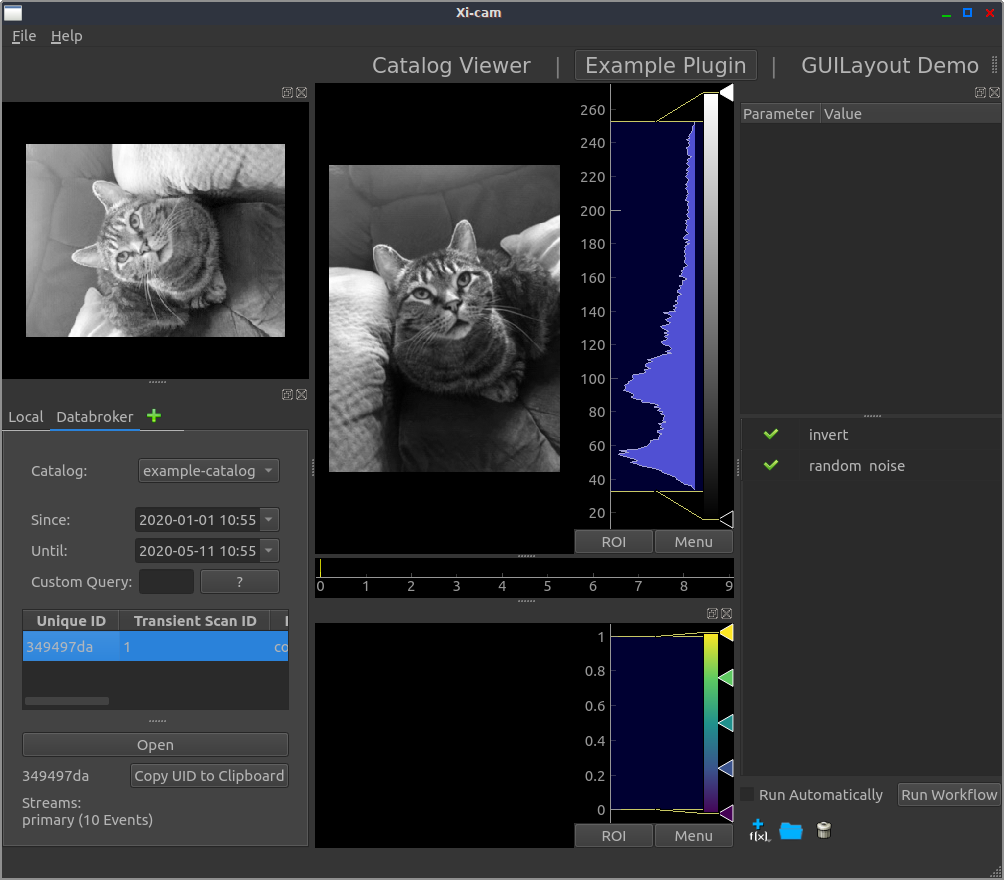 Xi-cam
File Help
Catalog Viewer | Example Plugin | GUILayout Demo
260
240
200
180
160
140
120
100
80
60
40
20
ROI Menu
0 1 2 3 4 5 6 7 8 9
Parameter Value
invert
random noise
Local Databroker
Catalog: example-catalog
Since: 2020-01-01 10:55
Until: 2020-05-11 10:55
Custom Query: ?
Unique ID Transient Scan ID
349497da 1 co
Open
349497da Copy UID to Clipboard
Streams:
primary (10 Events)
1
0.8
0.6
0.4
0.2
0
ROI Menu
Run Automatically Run Workflow
f(x)